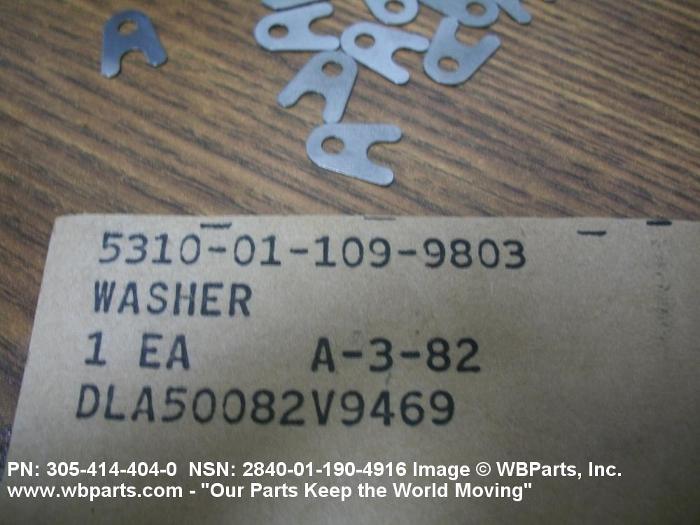 5310-01-109-9803
WASHER
1 EA A-3-82
DLA50082V9469
PN: 305-414-404-0 NSN: 2840-01-190-4916 Image © WBParts, Inc.
www.wbparts.com - "Our Parts Keep the World Moving"